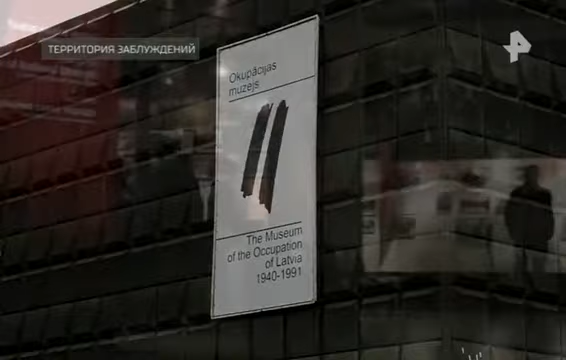 ТЕРРИТОРИЯ ЗАБЛУЖДЕНИЙ
Okupācijas
muzejs
The Museum
of the Occupation
of Latvia
1940-1991